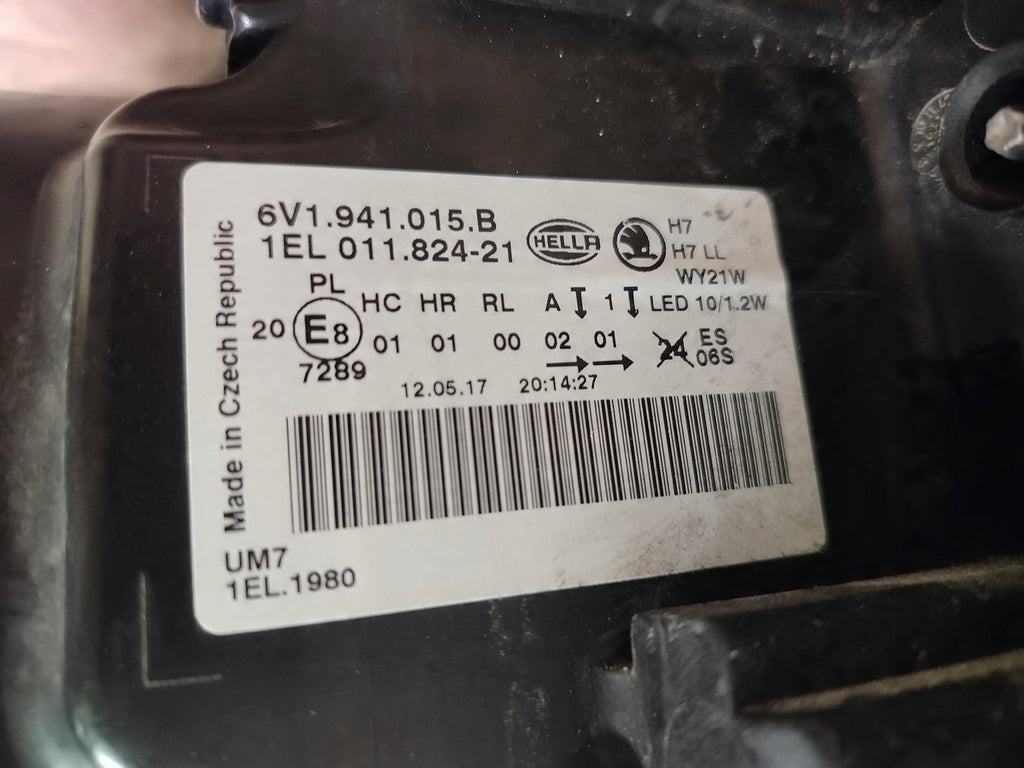 6V1.941.015.B
1EL 011.824-21
HELLA
H7
H7 LL
WY21W
LED 10/1.2W
PL
HC HR RL A 1
20 E8 01 01 00 02 01
7289
24 ES
06S
12.05.17 20:14:27
Made in Czech Republic
UM7
1EL.1980